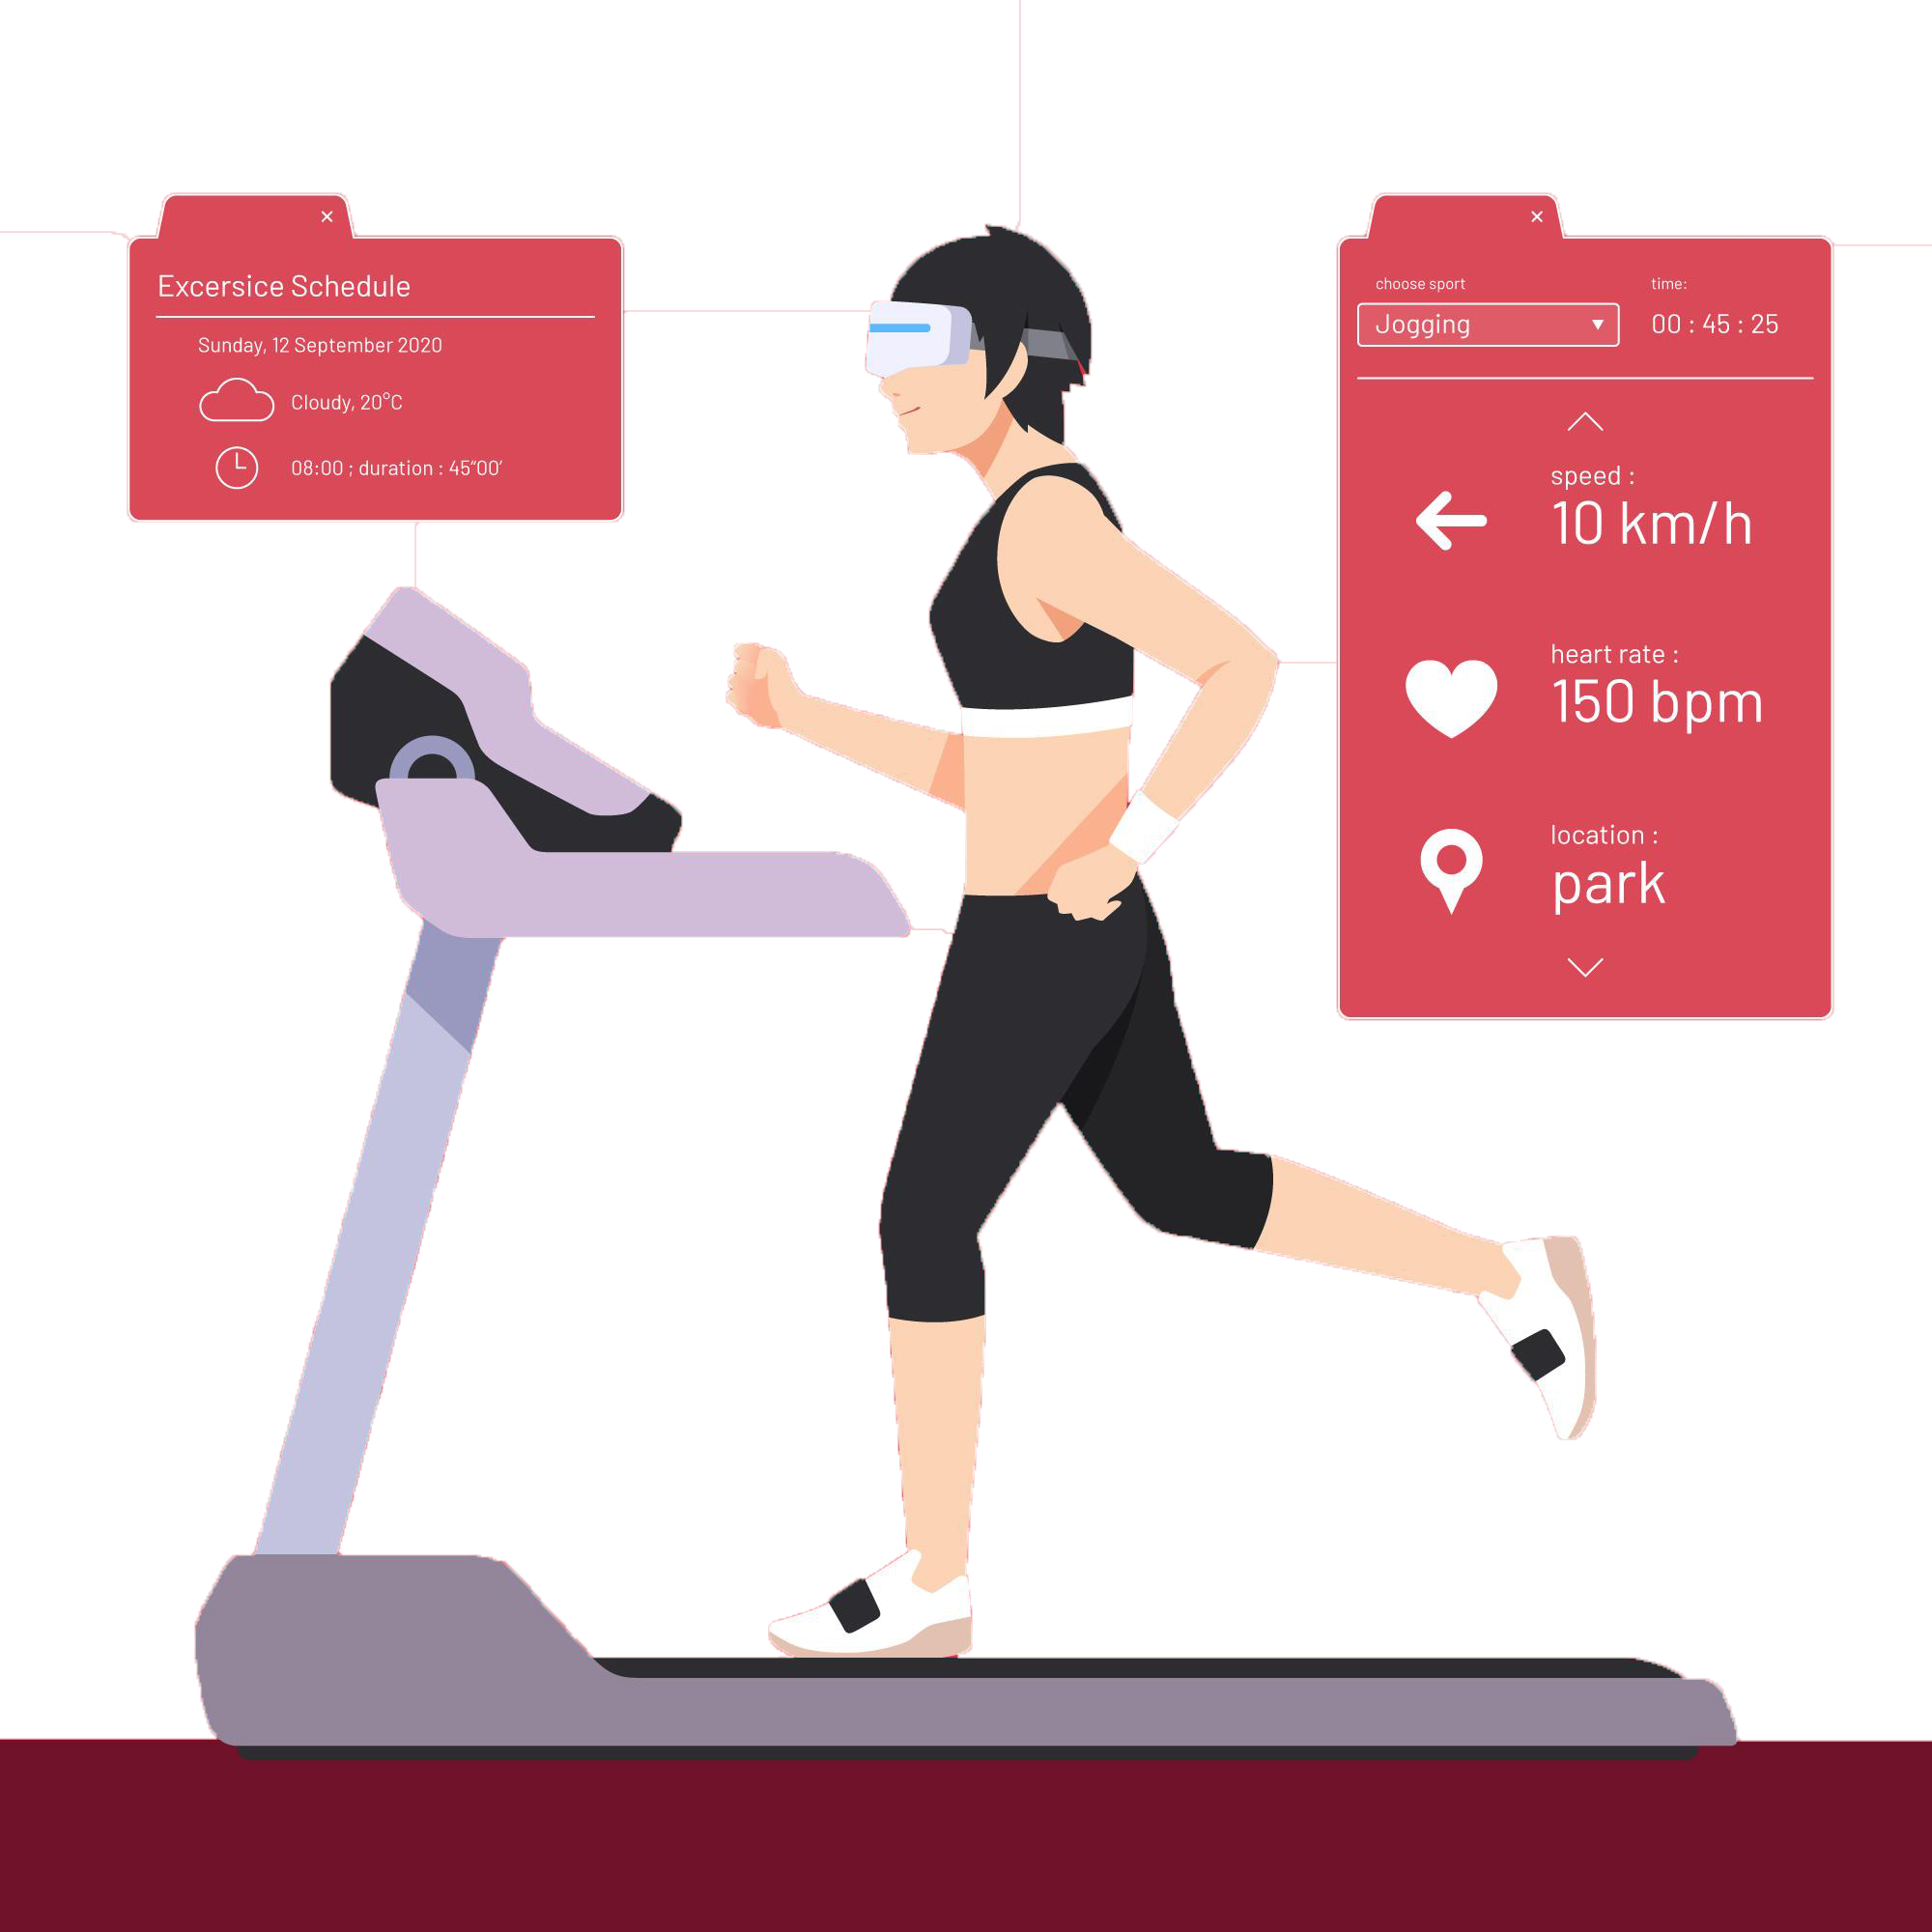 Excersice Schedule
Sunday, 12 September 2020
Cloudy, 20°C
08:00 ; duration : 45“00’
choose sport
Jogging
time:
00 : 45 : 25
speed :
10 km/h
heart rate :
150 bpm
location :
park